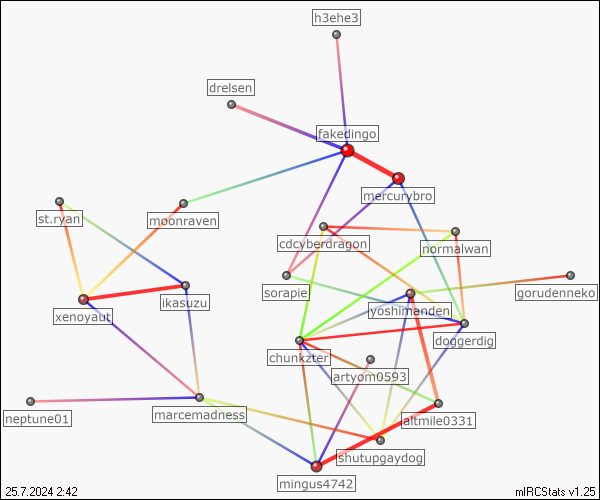 h3ehe3
drelsen
fakedingo
mercurybro
st.ryan
moonraven
cdcyberdragon
normalwan
sorapie
gorudenneko
ikasuzu
xenoyaut
yoshimanden
doggerdig
chunkzter
artyom0593
neptune01
marcemadness
altmile0331
shutupgaydog
mingus4742
25.7.2024 2:42
mIRCStats v1.25